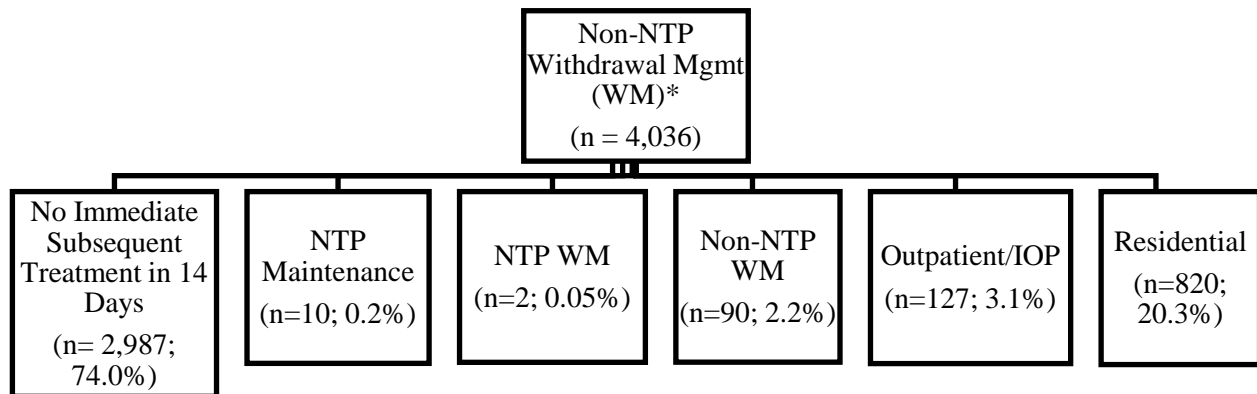 Non-NTP
Withdrawal Mgmt
(WM)*
(n = 4,036)
No Immediate
Subsequent
Treatment in 14
Days
(n= 2,987;
74.0%)
NTP
Maintenance
(n=10; 0.2%)
NTP WM
(n=2; 0.05%)
Non-NTP
WM
(n=90; 2.2%)
Outpatient/IOP
(n=127; 3.1%)
Residential
(n=820;
20.3%)